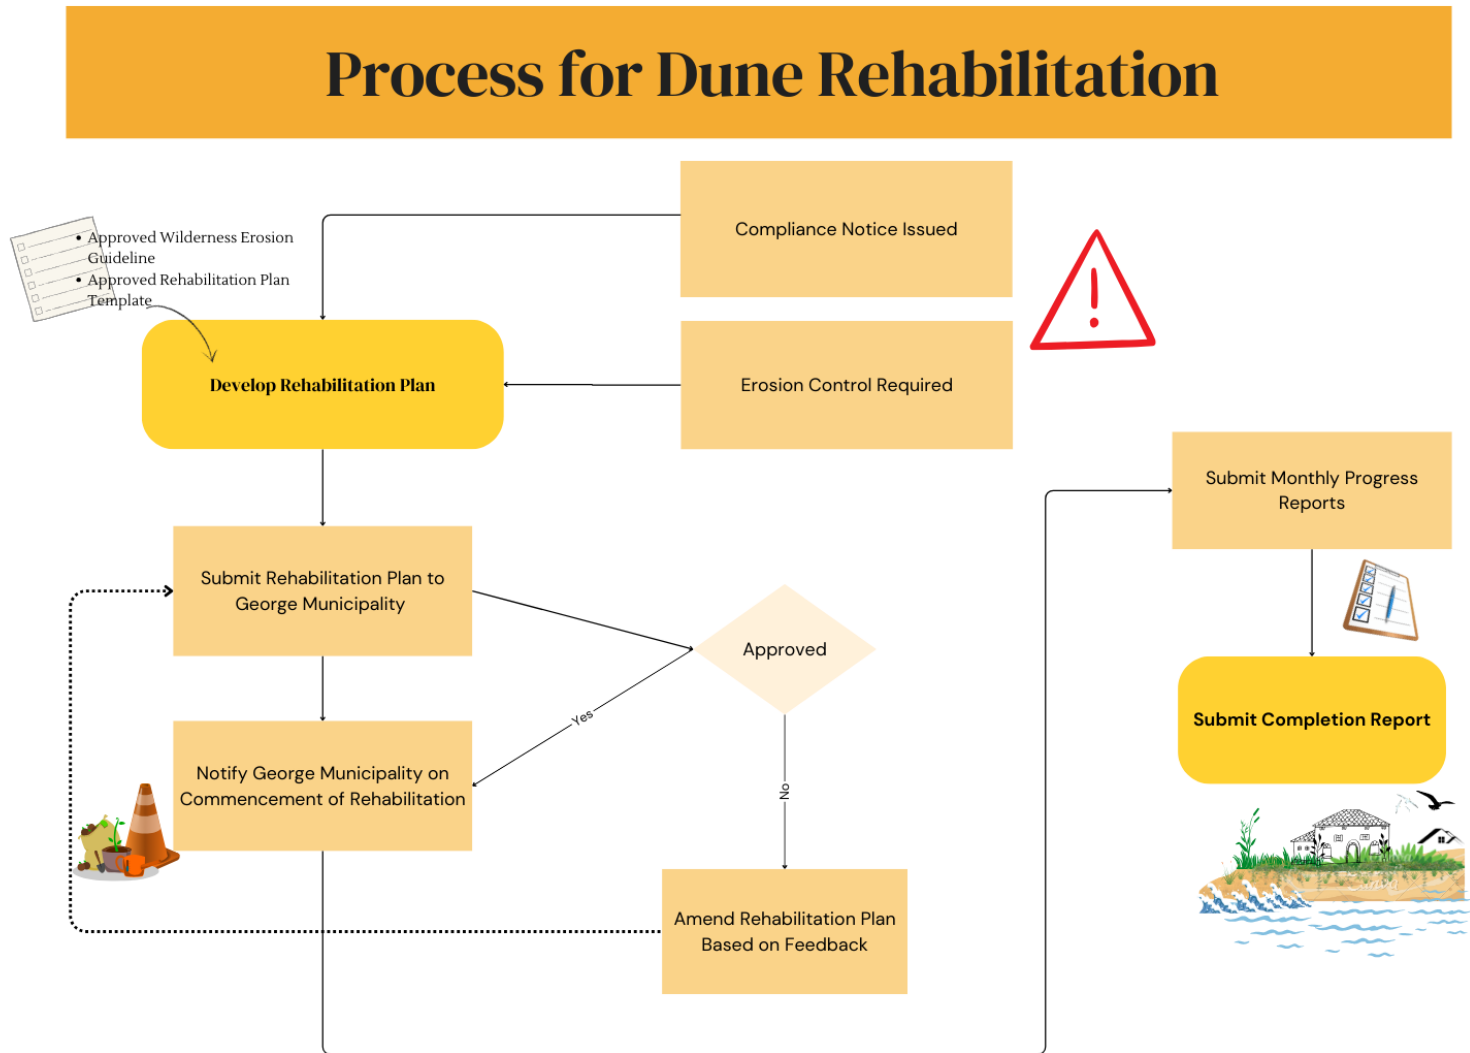 Process for Dune Rehabilitation
Compliance Notice Issued
• Approved Wilderness Erosion
Guideline
• Approved Rehabilitation Plan
Template
Develop Rehabilitation Plan
Erosion Control Required
Submit Monthly Progress
Reports
Submit Rehabilitation Plan to
George Municipality
Approved
Yes
No
Notify George Municipality on
Commencement of Rehabilitation
Amend Rehabilitation Plan
Based on Feedback
Submit Completion Report